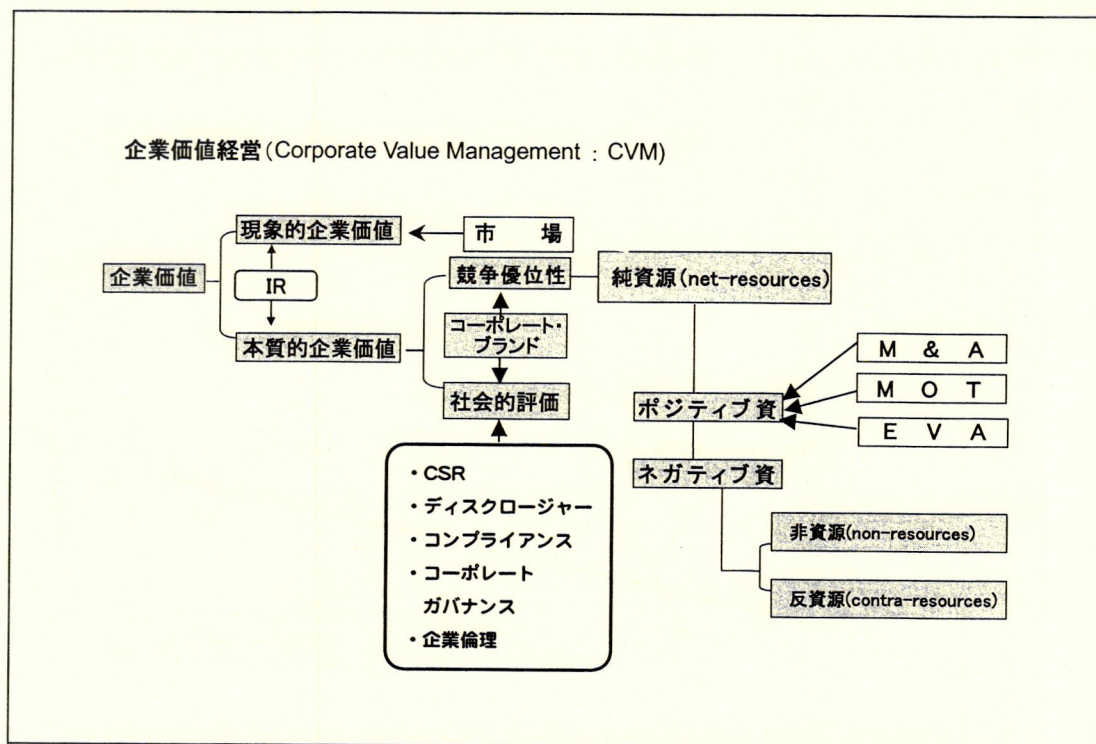 企業価値経営(Corporate Value Management : CVM)
現象的企業価値
市 場
企業価値
IR
競争優位性
純資源(net-resources)
本質的企業価値
コーポレート・
ブランド
社会的評価
M & A
M O T
E V A
ポジティブ資
ネガティブ資
・CSR
・ディスクロージャー
・コンプライアンス
・コーポレート
ガバナンス
・企業倫理
非資源(non-resources)
反資源(contra-resources)